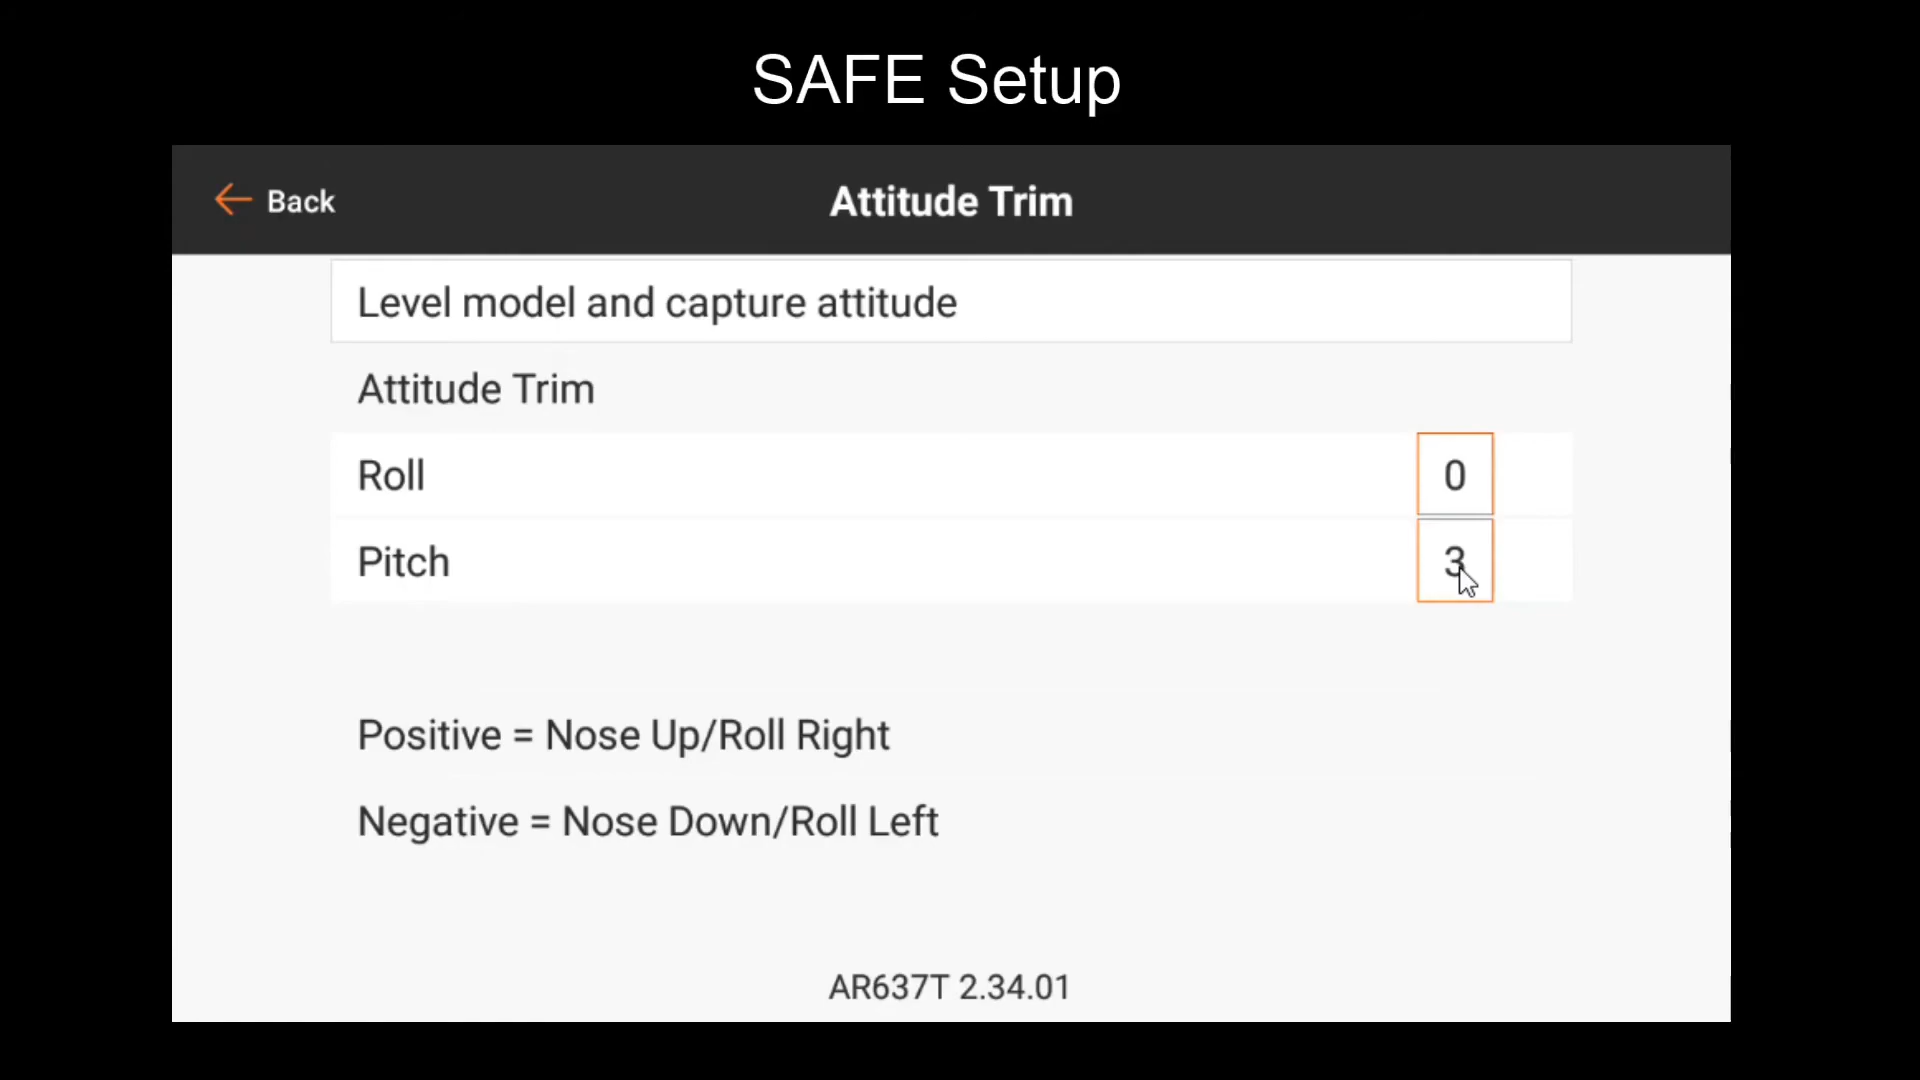 SAFE Setup
Back
Attitude Trim
Level model and capture attitude
Attitude Trim
Roll 0
Pitch 3
Positive = Nose Up/Roll Right
Negative = Nose Down/Roll Left
AR637T 2.34.01